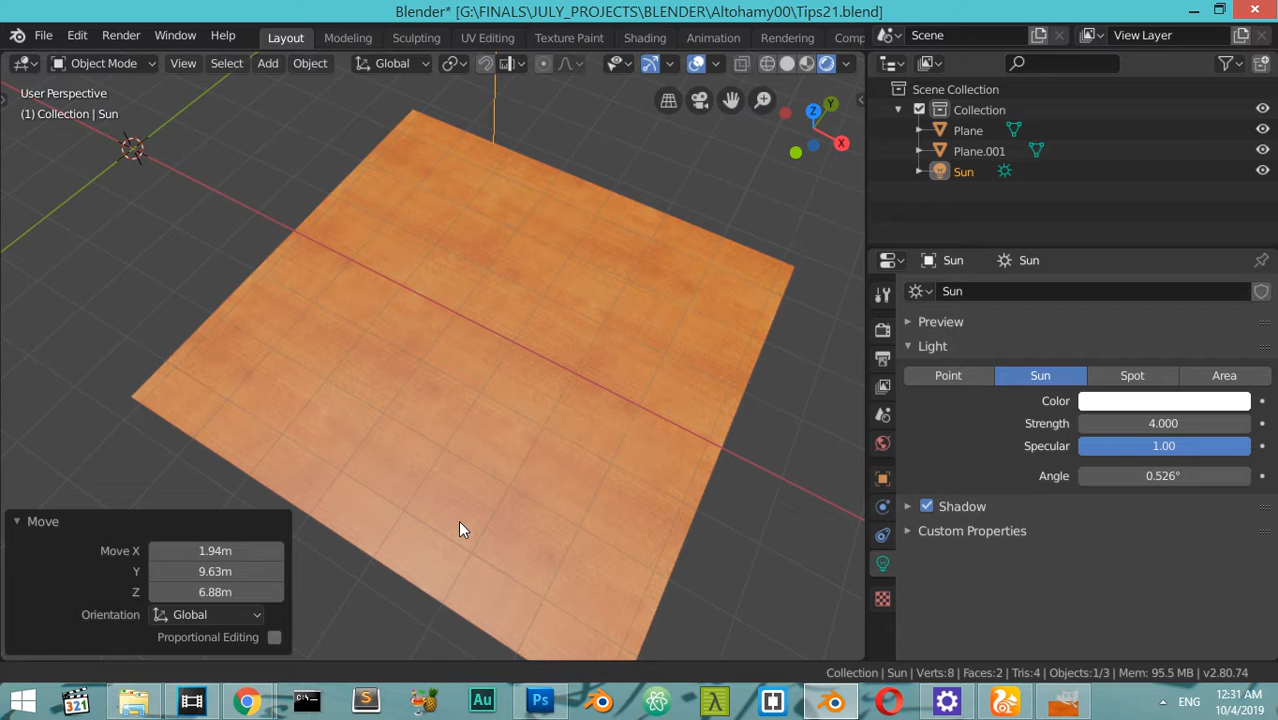 Blender* [G:\FINALS\JULY_PROJECTS\BLENDER\Altohamy00\Tips21.blend]
File Edit Render Window Help Layout Modeling Sculpting UV Editing Texture Paint Shading Animation Rendering Comp Scene View Layer
Object Mode View Select Add Object Global
User Perspective
(1) Collection | Sun
Z Y X
Scene Collection
Collection
Plane
Plane.001
Sun
Sun Sun
Sun
Preview
Light
Point Sun Spot Area
Color
Strength 4.000
Specular 1.00
Angle 0.526°
Shadow
Custom Properties
Move
Move X 1.94m
Y 9.63m
Z 6.88m
Orientation Global
Proportional Editing
Collection | Sun | Verts:8 | Faces:2 | Tris:4 | Objects:1/3 | Mem: 95.5 MB | v2.80.74
321 Au Ps ENG 12:31 AM
10/4/2019